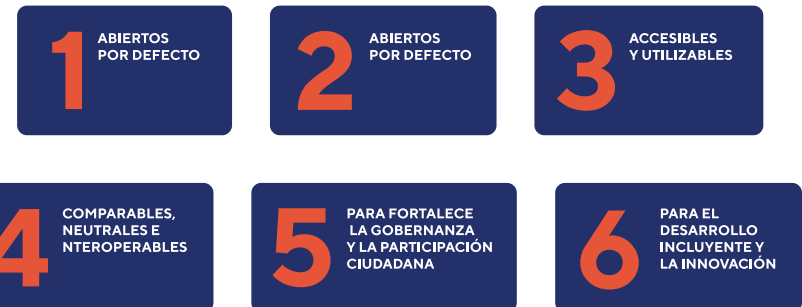 1
ABIERTOS
POR DEFECTO
2
ABIERTOS
POR DEFECTO
3
ACCESIBLES
Y UTILIZABLES
4
COMPARABLES,
NEUTRALES E
NTEROPERABLES
5
PARA FORTALECE
LA GOBERNANZA
Y LA PARTICIPACIÓN
CIUDADANA
6
PARA EL
DESARROLLO
INCLUYENTE Y
LA INNOVACIÓN